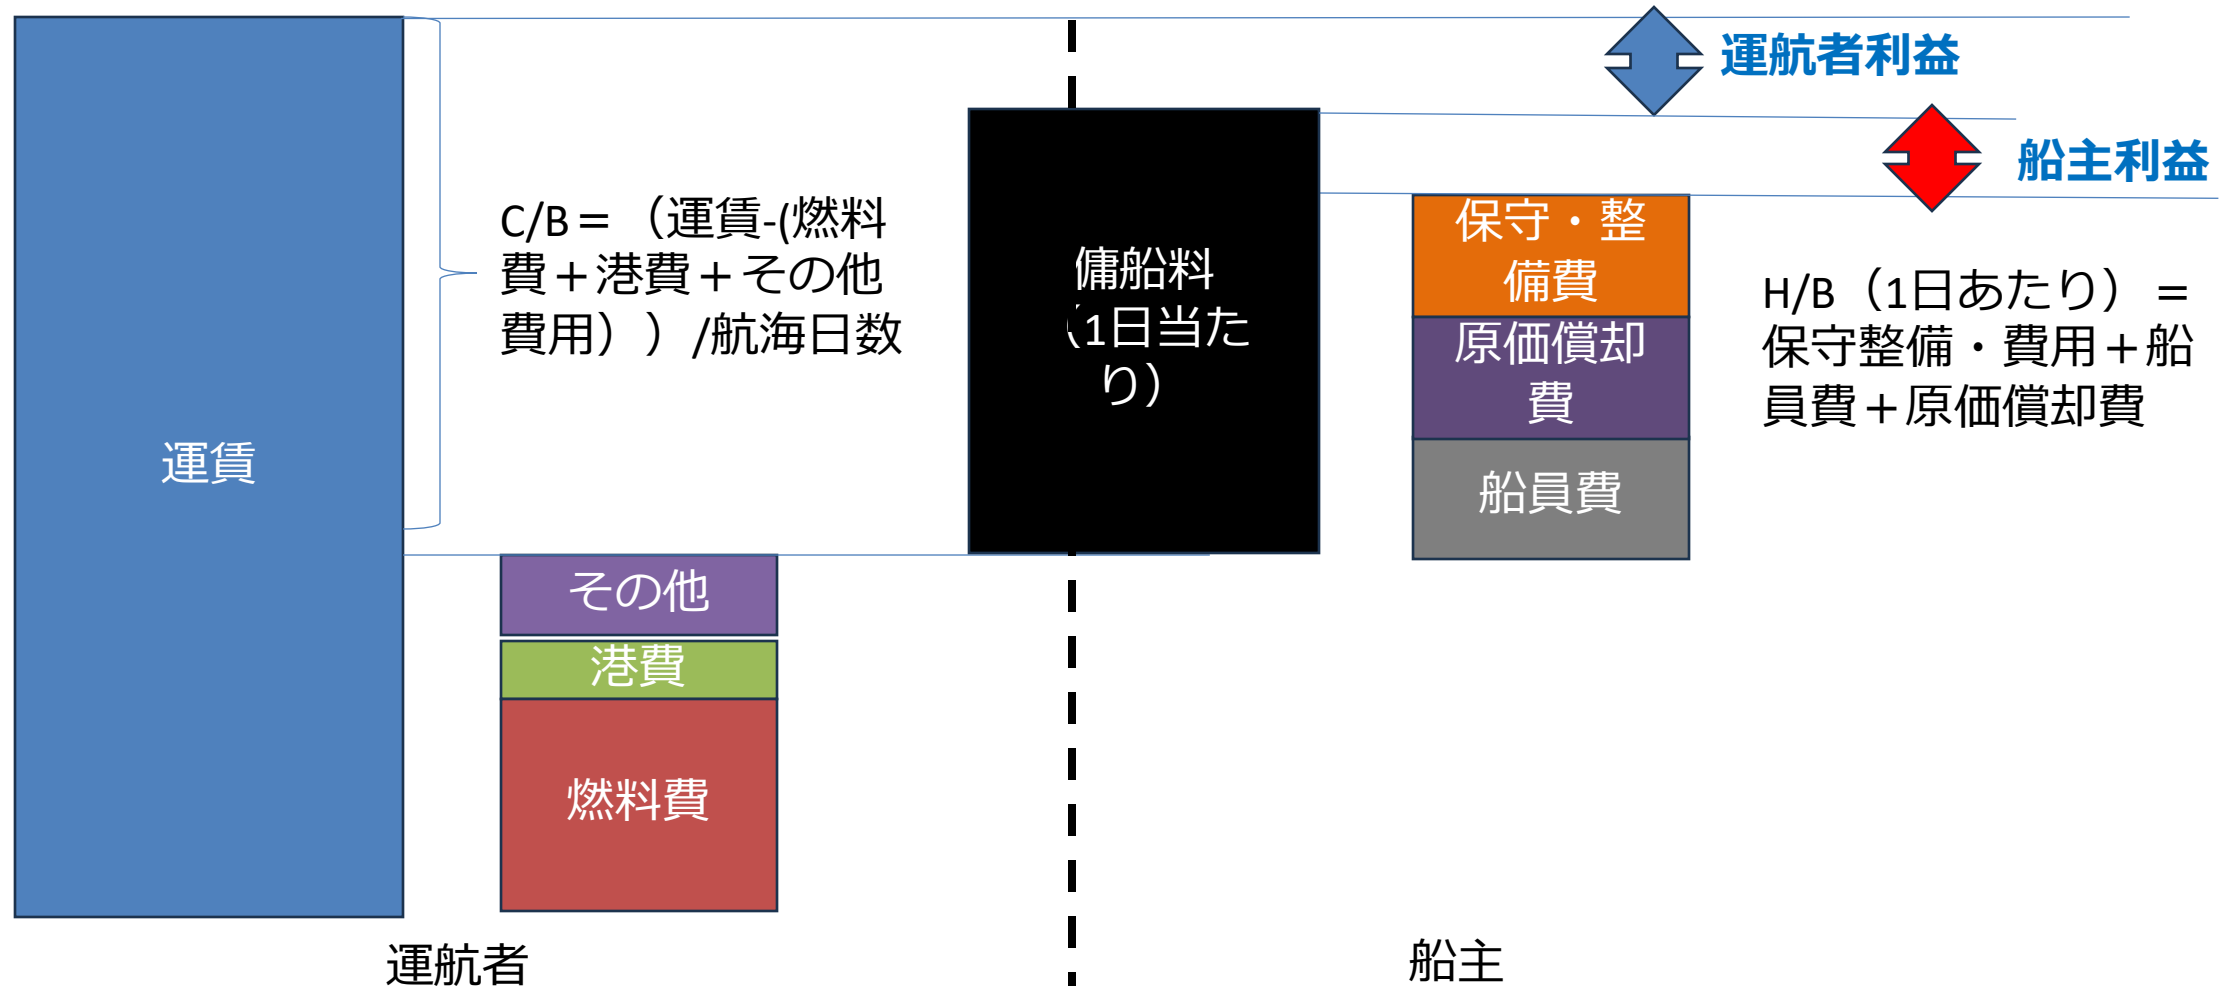 運航者利益
船主利益
C/B=(運賃-(燃料
費+港費+その他
費用))/航海日数
傭船料
(1日当た
り)
保守・整
備費
原価償却
費
船員費
H/B(1日あたり)=
保守整備・費用+船
員費+原価償却費
運賃
その他
港費
燃料費
運航者
船主